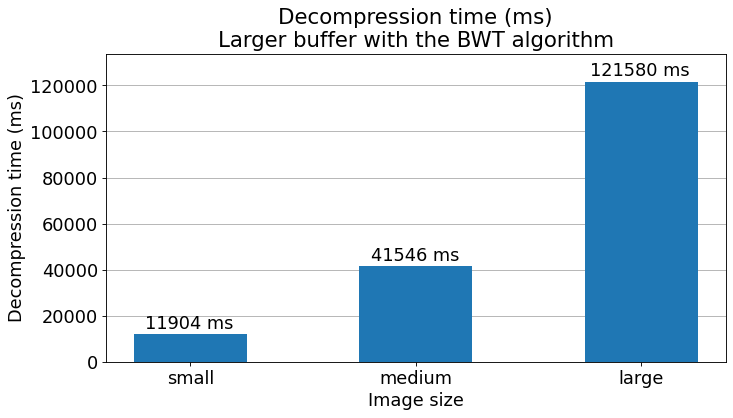 Decompression time (ms)
Larger buffer with the BWT algorithm
Decompression time (ms)
120000
100000
80000
60000
40000
20000
0
11904 ms
41546 ms
121580 ms
small
medium
large
Image size